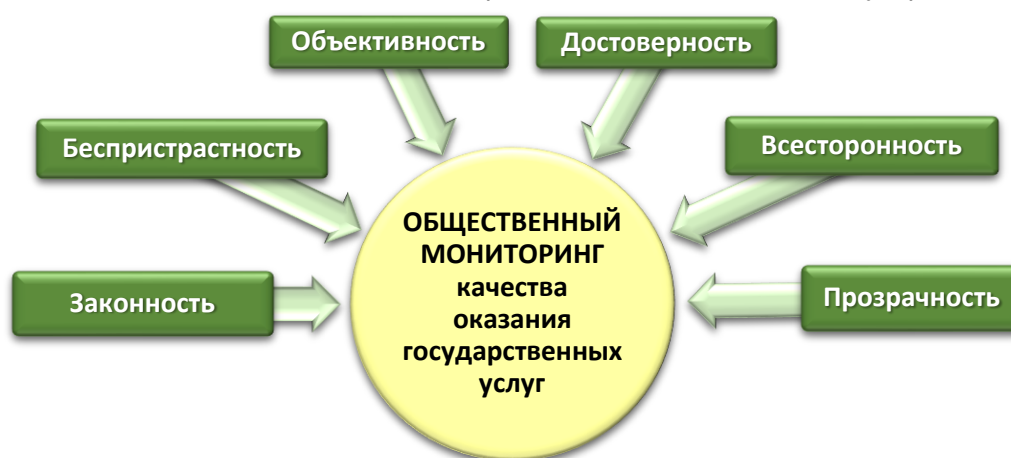 Объективность
Достоверность
Беспристрастность
Всесторонность
Законность
Прозрачность
ОБЩЕСТВЕННЫЙ
МОНИТОРИНГ
качества
оказания
государственных
услуг